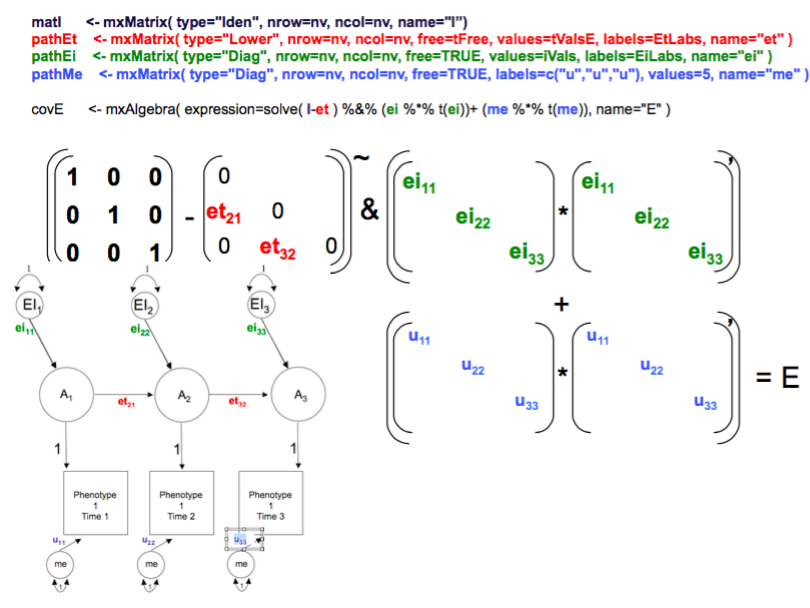 matI <- mxMatrix( type="Iden", nrow=nv, ncol=nv, name="I”)
pathEt <- mxMatrix( type="Lower", nrow=nv, ncol=nv, free=tFree, values=tValsE, labels=EtLabs, name="et" )
pathEi <- mxMatrix( type="Diag", nrow=nv, ncol=nv, free=TRUE, values=iVals, labels=EiLabs, name="ei" )
pathMe <- mxMatrix( type="Diag", nrow=nv, ncol=nv, free=TRUE, labels=c("u","u","u"), values=5, name="me" )
covE <- mxAlgebra( expression=solve( I-et ) %&% (ei %*% t(ei))+ (me %*% t(me)), name="E" )
1 0 0 0 ~ ei11 ei11 '
0 1 0 - et21 0 & ei22 * ei22
0 0 1 0 et32 0 ei33 ei33
1 1 1
EI1 EI2 EI3
+
ei11 ei22 ei33
u11 u11 '
u22 * u22 = E
u33 u33
A1 et21 A2 et32 A3
1 1 1
Phenotype Phenotype Phenotype
1 1 1
Time 1 Time 2 Time 3
u11 u22 u33
me me me
1 1 1